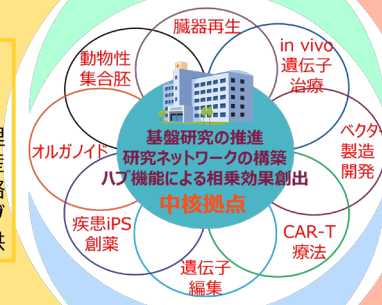 臓器再生
動物性
集合胚
in vivo
遺伝子
治療
オルガノイド
基盤研究の推進
研究ネットワークの構築
ハブ機能による相乗効果創出
中核拠点
ベクター
製造
開発
疾患iPS
創薬
CAR-T
療法
遺伝子
編集